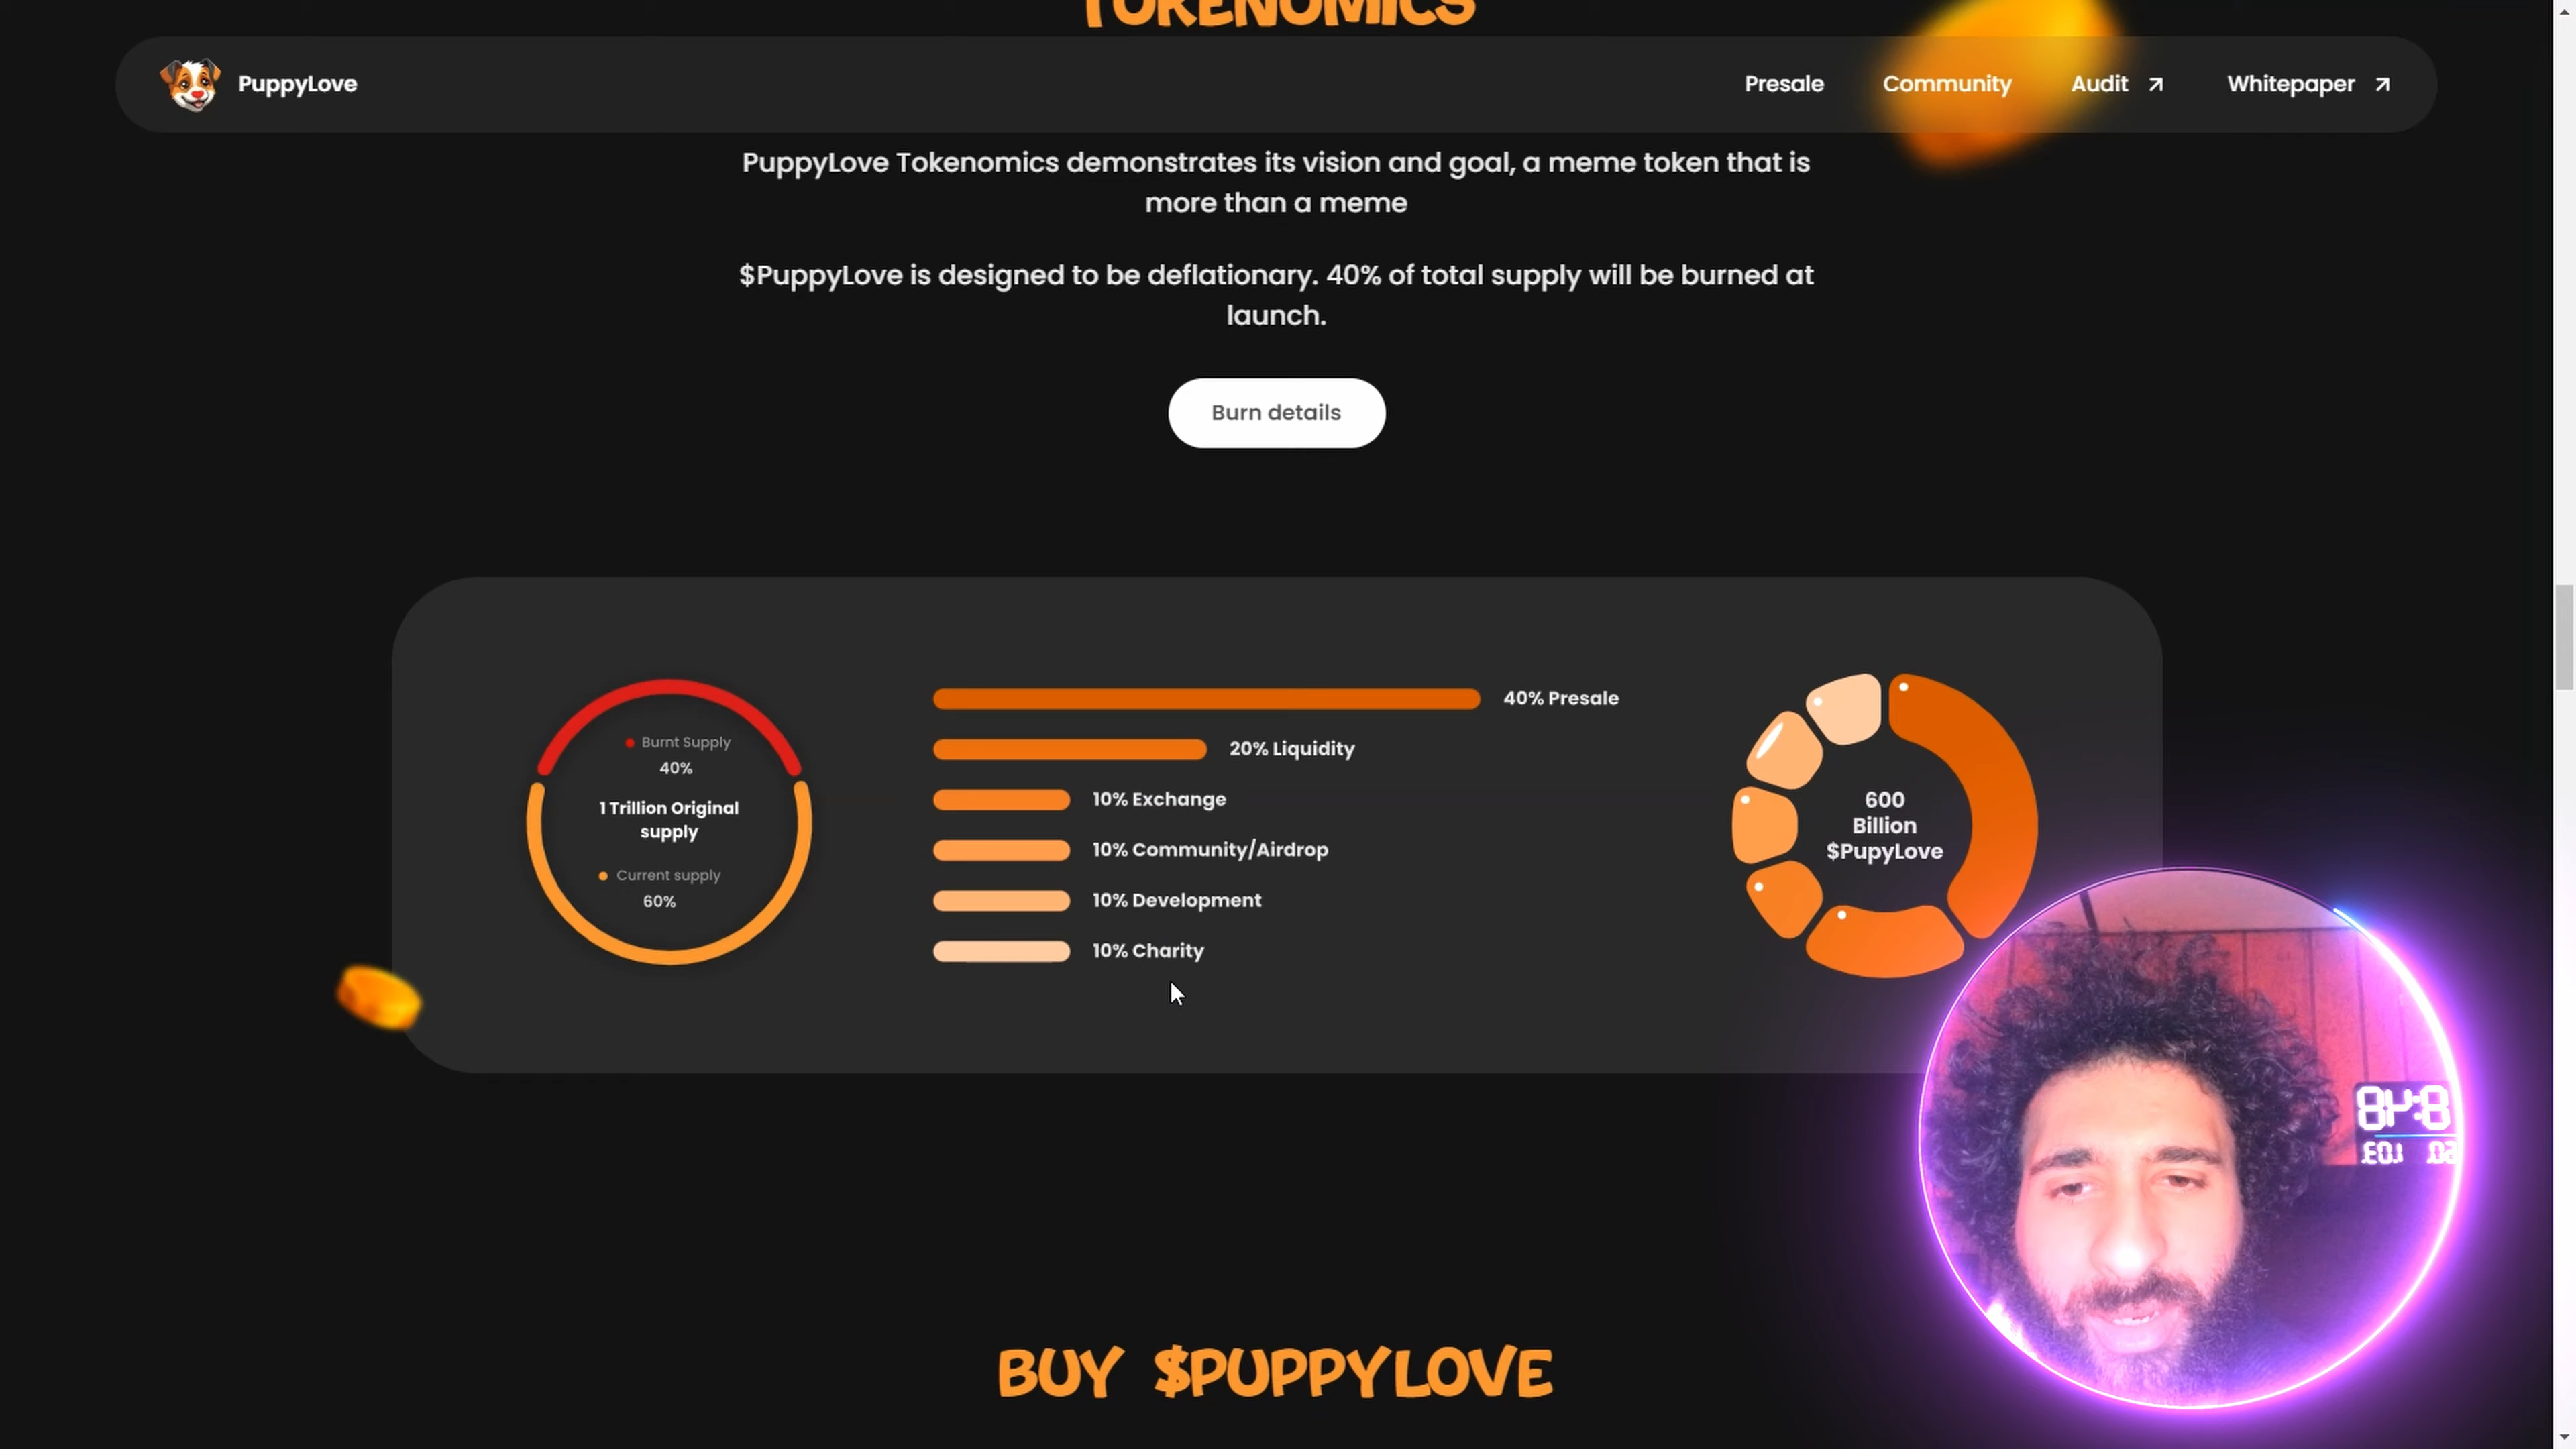 TOKENOMICS
PuppyLove
Presale
Community
Audit
Whitepaper
PuppyLove Tokenomics demonstrates its vision and goal, a meme token that is
more than a meme
$PuppyLove is designed to be deflationary. 40% of total supply will be burned at
launch.
Burn details
Burnt Supply
40%
1 Trillion Original
supply
Current supply
60%
40% Presale
20% Liquidity
10% Exchange
10% Community/Airdrop
10% Development
10% Charity
600
Billion
$PupyLove
8:48
BUY $PUPPYLOVE